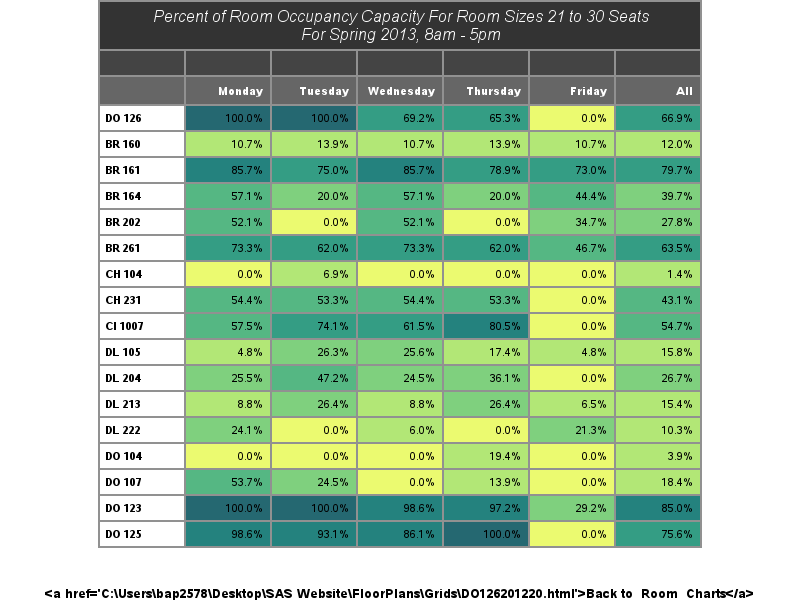 Percent of Room Occupancy Capacity For Room Sizes 21 to 30 Seats
For Spring 2013, 8am - 5pm
Monday Tuesday Wednesday Thursday Friday All
DO 126 100.0% 100.0% 69.2% 65.3% 0.0% 66.9%
BR 160 10.7% 13.9% 10.7% 13.9% 10.7% 12.0%
BR 161 85.7% 75.0% 85.7% 78.9% 73.0% 79.7%
BR 164 57.1% 20.0% 57.1% 20.0% 44.4% 39.7%
BR 202 52.1% 0.0% 52.1% 0.0% 34.7% 27.8%
BR 261 73.3% 62.0% 73.3% 62.0% 46.7% 63.5%
CH 104 0.0% 6.9% 0.0% 0.0% 0.0% 1.4%
CH 231 54.4% 53.3% 54.4% 53.3% 0.0% 43.1%
CI 1007 57.5% 74.1% 61.5% 80.5% 0.0% 54.7%
DL 105 4.8% 26.3% 25.6% 17.4% 4.8% 15.8%
DL 204 25.5% 47.2% 24.5% 36.1% 0.0% 26.7%
DL 213 8.8% 26.4% 8.8% 26.4% 6.5% 15.4%
DL 222 24.1% 0.0% 6.0% 0.0% 21.3% 10.3%
DO 104 0.0% 0.0% 0.0% 19.4% 0.0% 3.9%
DO 107 53.7% 24.5% 0.0% 13.9% 0.0% 18.4%
DO 123 100.0% 100.0% 98.6% 97.2% 29.2% 85.0%
DO 125 98.6% 93.1% 86.1% 100.0% 0.0% 75.6%
<a href='C:\Users\bap2578\Desktop\SAS Website\FloorPlans\Grids\DO126201220.html'>Back to Room Charts</a>